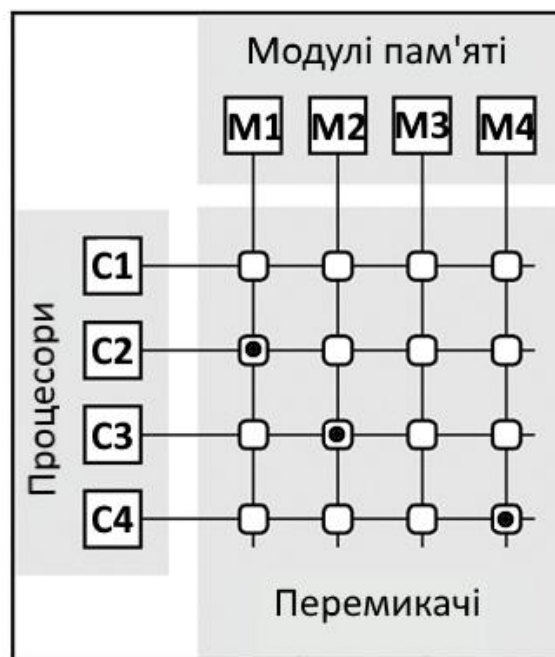 Модулі пам'яті
M1 M2 M3 M4
Процесори
C1
C2
C3
C4
Перемикачі